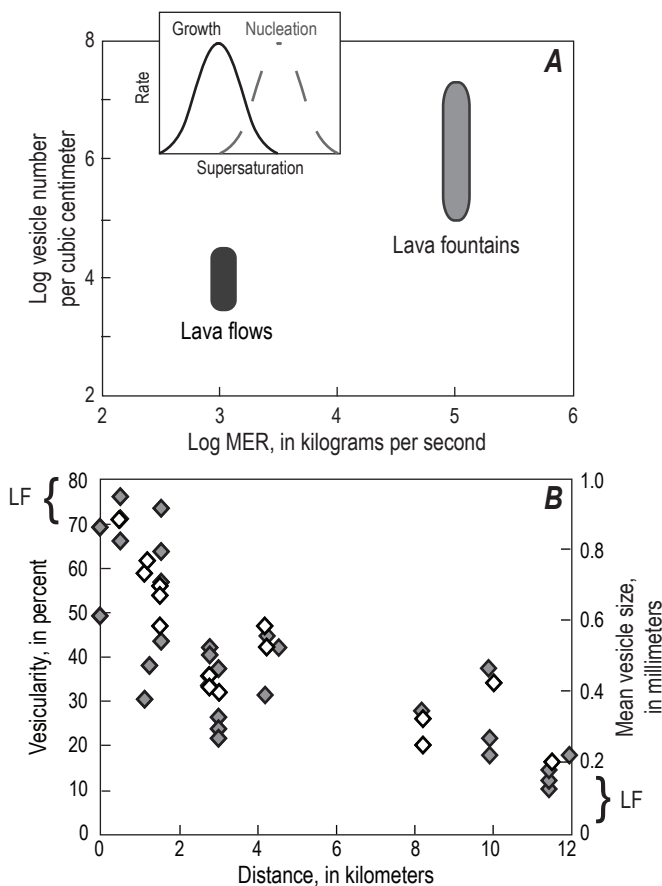 8
Growth
Nucleation
Rate
Supersaturation
A
Log vesicle number
per cubic centimeter
6
Lava fountains
4
Lava flows
2
2
3
4
5
6
Log MER, in kilograms per second
LF {
80
70
60
50
40
30
20
10
0
Vesicularity, in percent
B
1.0
0.8
0.6
0.4
0.2
0
Mean vesicle size,
in millimeters
} LF
0
2
4
6
8
10
12
Distance, in kilometers